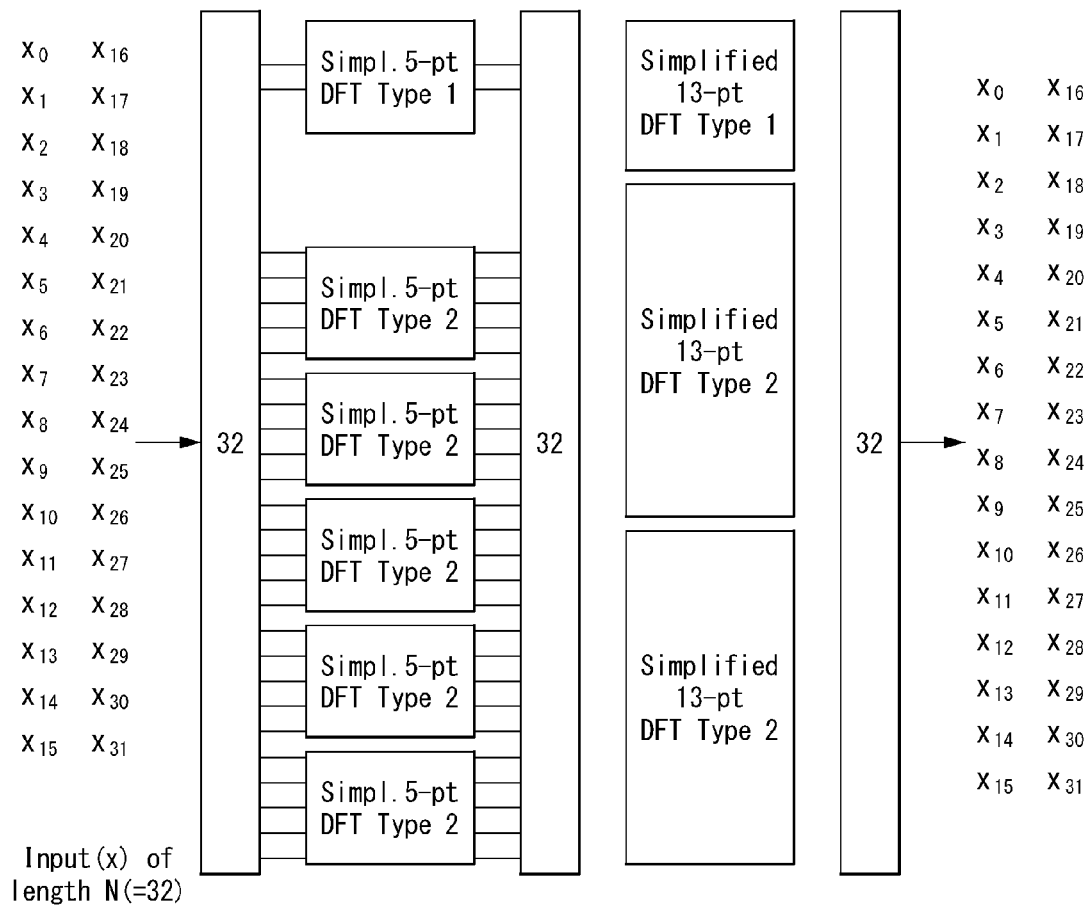 x0 x16
x1 x17
x2 x18
x3 x19
x4 x20
x5 x21
x6 x22
x7 x23
x8 x24
x9 x25
x10 x26
x11 x27
x12 x28
x13 x29
x14 x30
x15 x31
Input(x) of
length N(=32)
32
Simpl.5-pt
DFT Type 1
Simpl.5-pt
DFT Type 2
Simpl.5-pt
DFT Type 2
Simpl.5-pt
DFT Type 2
Simpl.5-pt
DFT Type 2
Simpl.5-pt
DFT Type 2
32
Simplified
13-pt
DFT Type 1
Simplified
13-pt
DFT Type 2
Simplified
13-pt
DFT Type 2
32
x0 x16
x1 x17
x2 x18
x3 x19
x4 x20
x5 x21
x6 x22
x7 x23
x8 x24
x9 x25
x10 x26
x11 x27
x12 x28
x13 x29
x14 x30
x15 x31